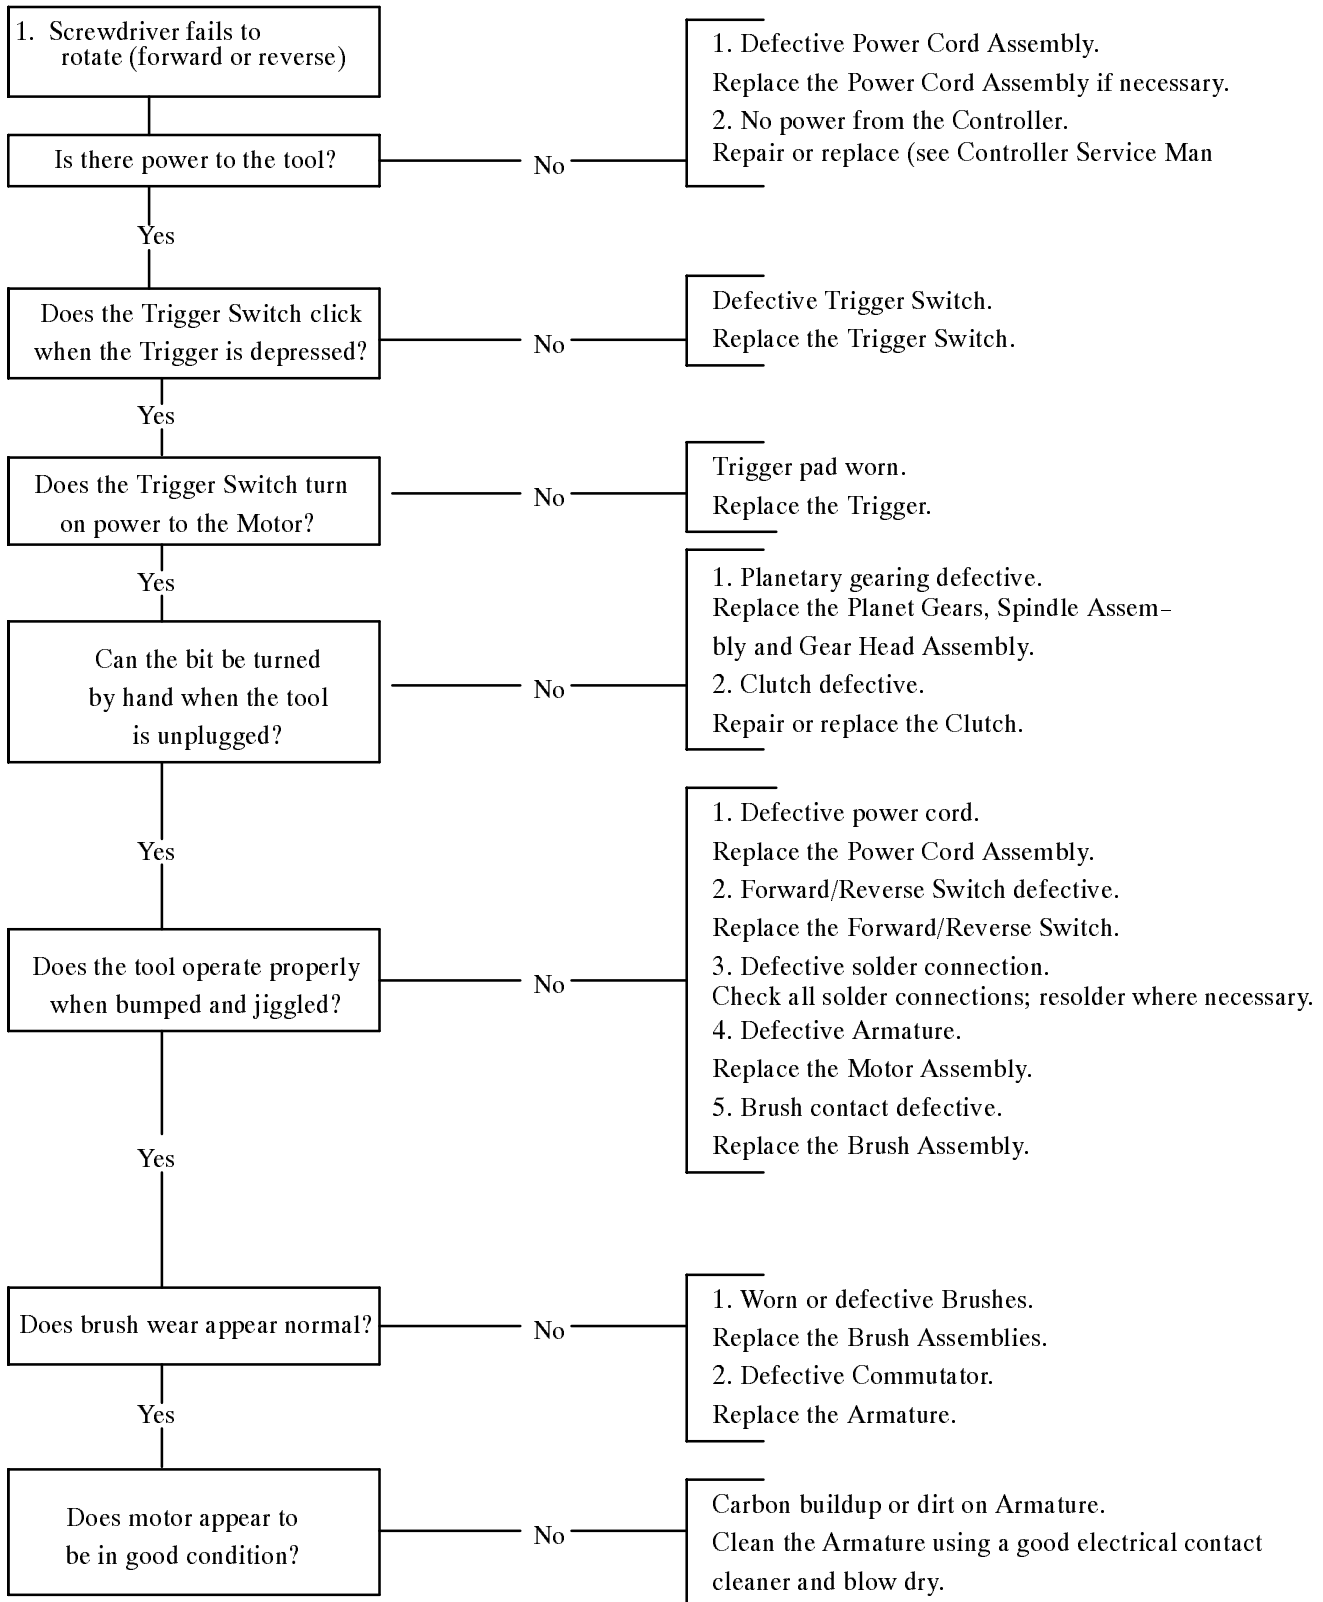 1. Screwdriver fails to
rotate (forward or reverse)
1. Defective Power Cord Assembly.
Replace the Power Cord Assembly if necessary.
2. No power from the Controller.
Repair or replace (see Controller Service Man
Is there power to the tool?
No
Yes
Does the Trigger Switch click
when the Trigger is depressed?
No
Defective Trigger Switch.
Replace the Trigger Switch.
Yes
Does the Trigger Switch turn
on power to the Motor?
No
Trigger pad worn.
Replace the Trigger.
Yes
Can the bit be turned
by hand when the tool
is unplugged?
No
1. Planetary gearing defective.
Replace the Planet Gears, Spindle Assem–
bly and Gear Head Assembly.
2. Clutch defective.
Repair or replace the Clutch.
Yes
Does the tool operate properly
when bumped and jiggled?
No
1. Defective power cord.
Replace the Power Cord Assembly.
2. Forward/Reverse Switch defective.
Replace the Forward/Reverse Switch.
3. Defective solder connection.
Check all solder connections; resolder where necessary.
4. Defective Armature.
Replace the Motor Assembly.
5. Brush contact defective.
Replace the Brush Assembly.
Yes
Does brush wear appear normal?
No
1. Worn or defective Brushes.
Replace the Brush Assemblies.
2. Defective Commutator.
Replace the Armature.
Yes
Does motor appear to
be in good condition?
No
Carbon buildup or dirt on Armature.
Clean the Armature using a good electrical contact
cleaner and blow dry.